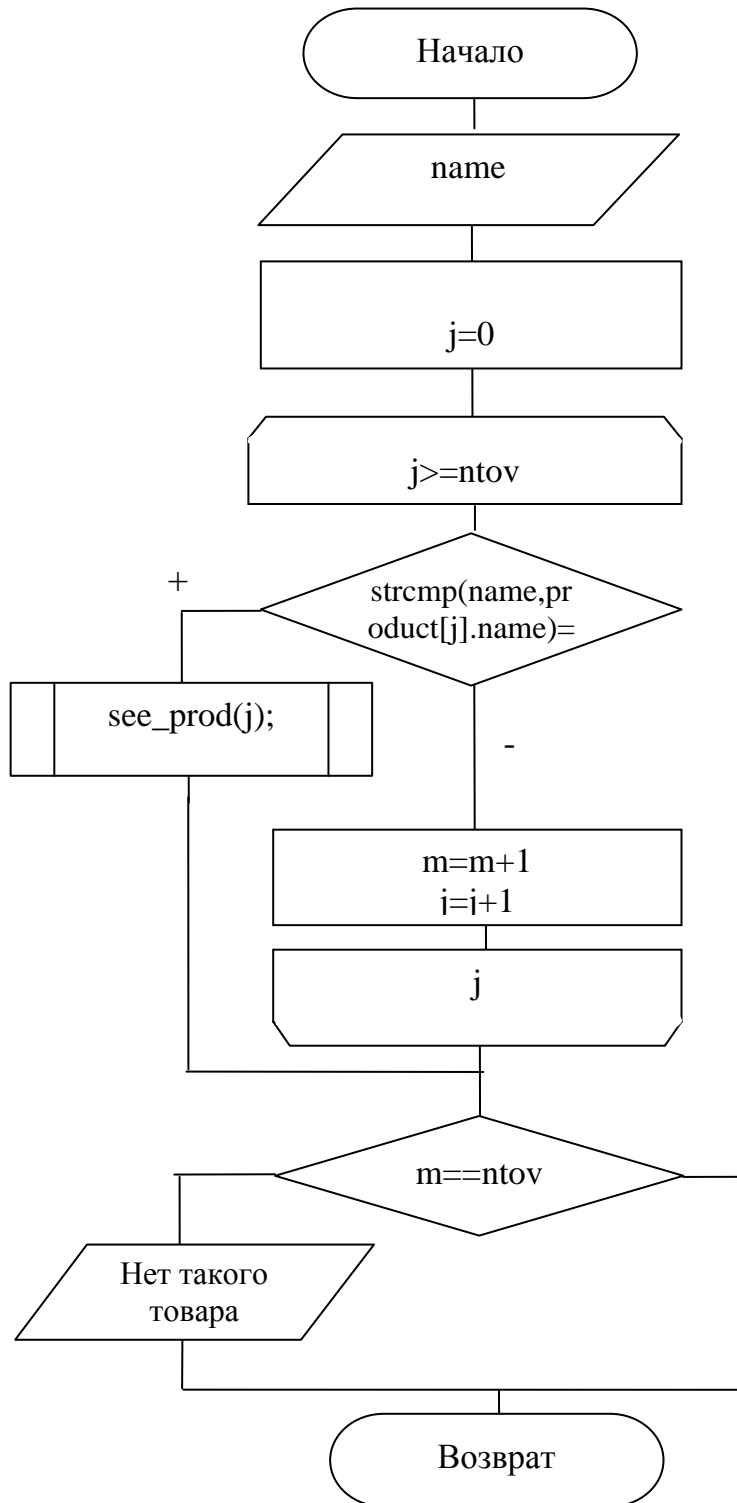 Начало
name
j=0
j>=ntov
+
strcmp(name,pr
oduct[j].name)=
see_prod(j);
-
m=m+1
j=j+1
j
m==ntov
Нет такого
товара
Возврат